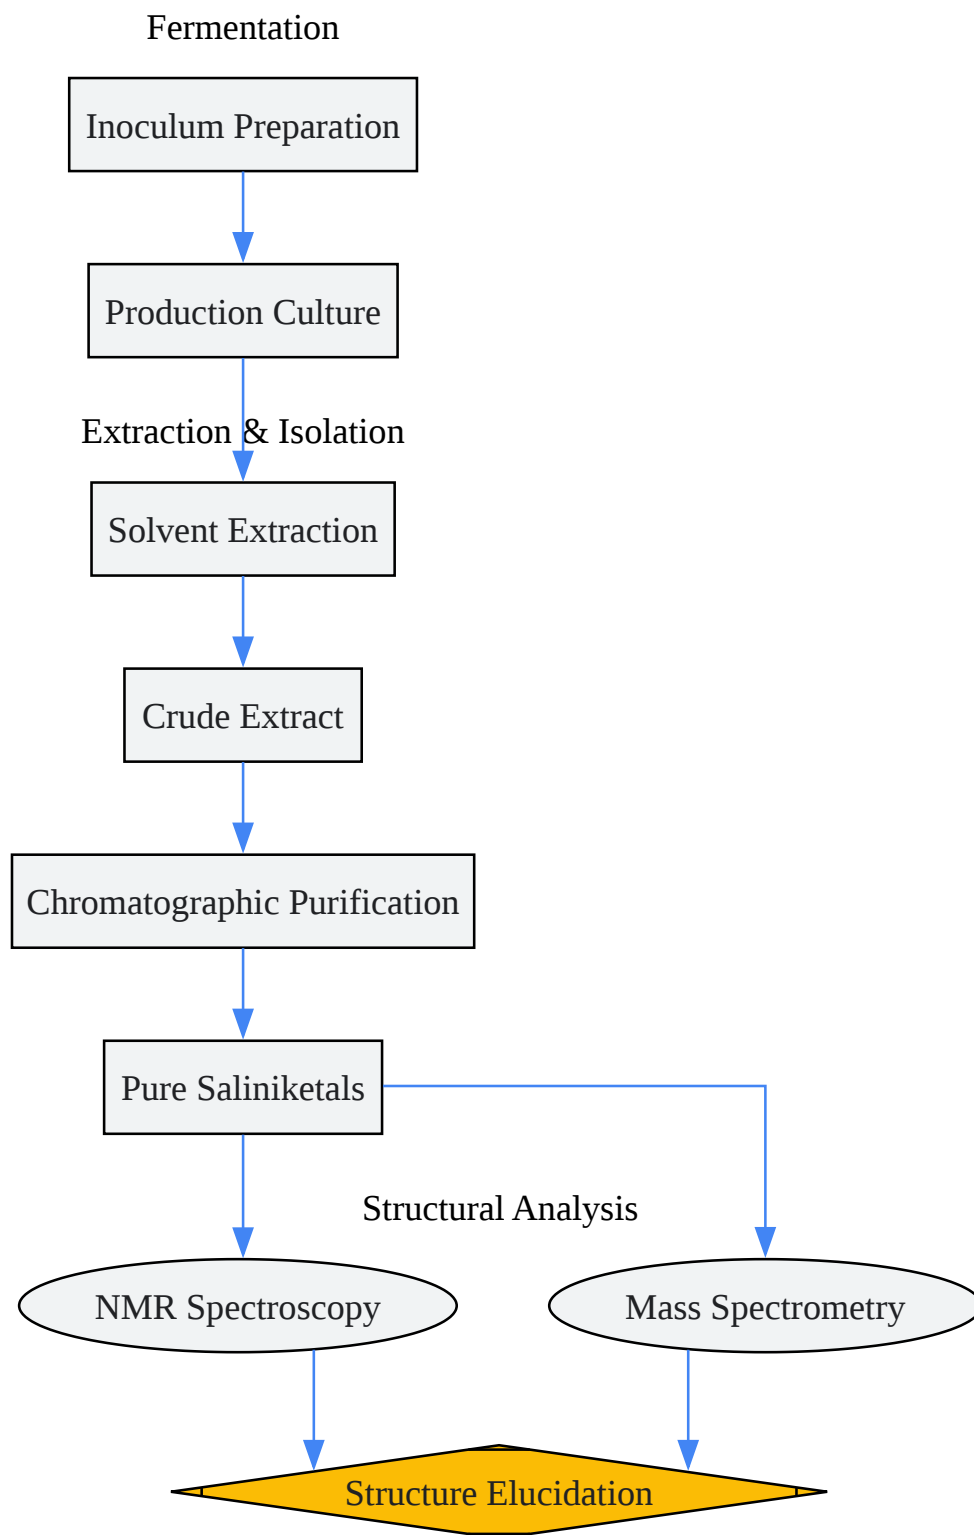 Fermentation
Inoculum Preparation
Production Culture
Extraction & Isolation
Solvent Extraction
Crude Extract
Chromatographic Purification
Pure Saliniketals
Structural Analysis
NMR Spectroscopy
Mass Spectrometry
Structure Elucidation